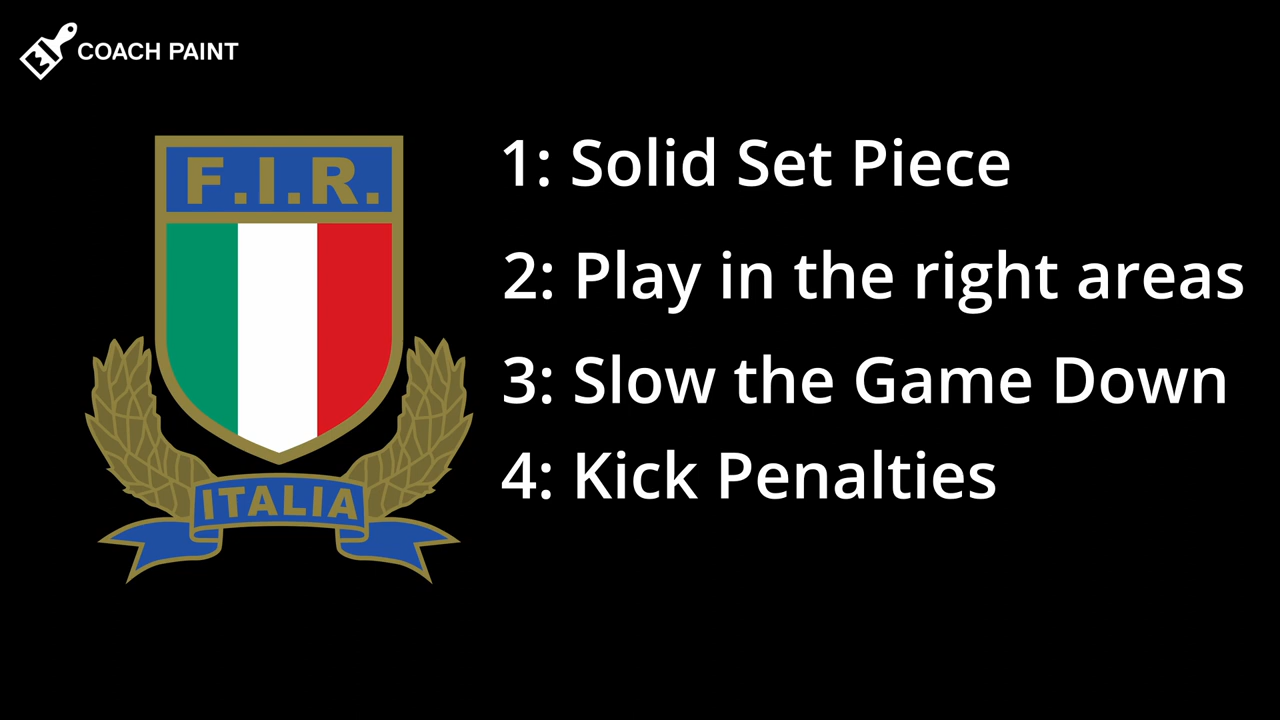 COACH PAINT
F.I.R.
ITALIA
1: Solid Set Piece
2: Play in the right areas
3: Slow the Game Down
4: Kick Penalties